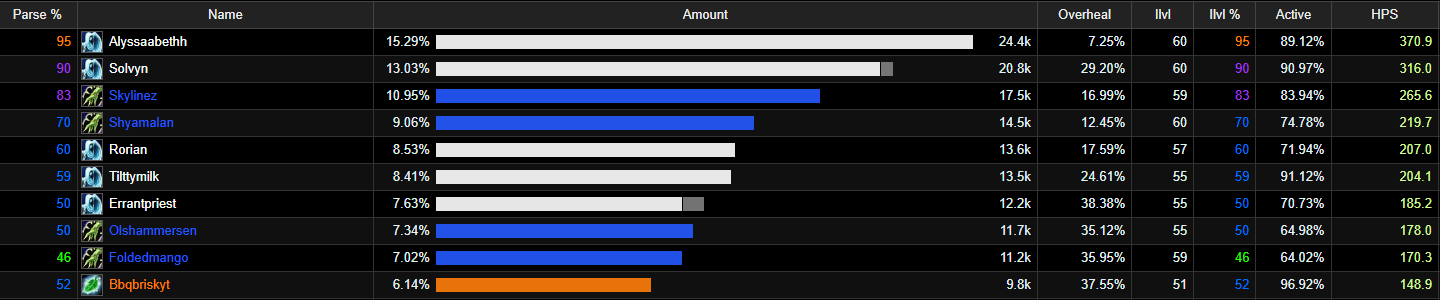 Parse % Name Amount Overheal Ilvl Ilvl % Active HPS
95 Alyssaabethh 15.29% 24.4k 7.25% 60 95 89.12% 370.9
90 Solvyn 13.03% 20.8k 29.20% 60 90 90.97% 316.0
83 Skylinez 10.95% 17.5k 16.99% 59 83 83.94% 265.6
70 Shyamalan 9.06% 14.5k 12.45% 60 70 74.78% 219.7
60 Rorian 8.53% 13.6k 17.59% 57 60 71.94% 207.0
59 Tilttymilk 8.41% 13.5k 24.61% 55 59 91.12% 204.1
50 Errantpriest 7.63% 12.2k 38.38% 55 50 70.73% 185.2
50 Olshammersen 7.34% 11.7k 35.12% 55 50 64.98% 178.0
46 Foldedmango 7.02% 11.2k 35.95% 59 46 64.02% 170.3
52 Bbqbriskyt 6.14% 9.8k 37.55% 51 52 96.92% 148.9